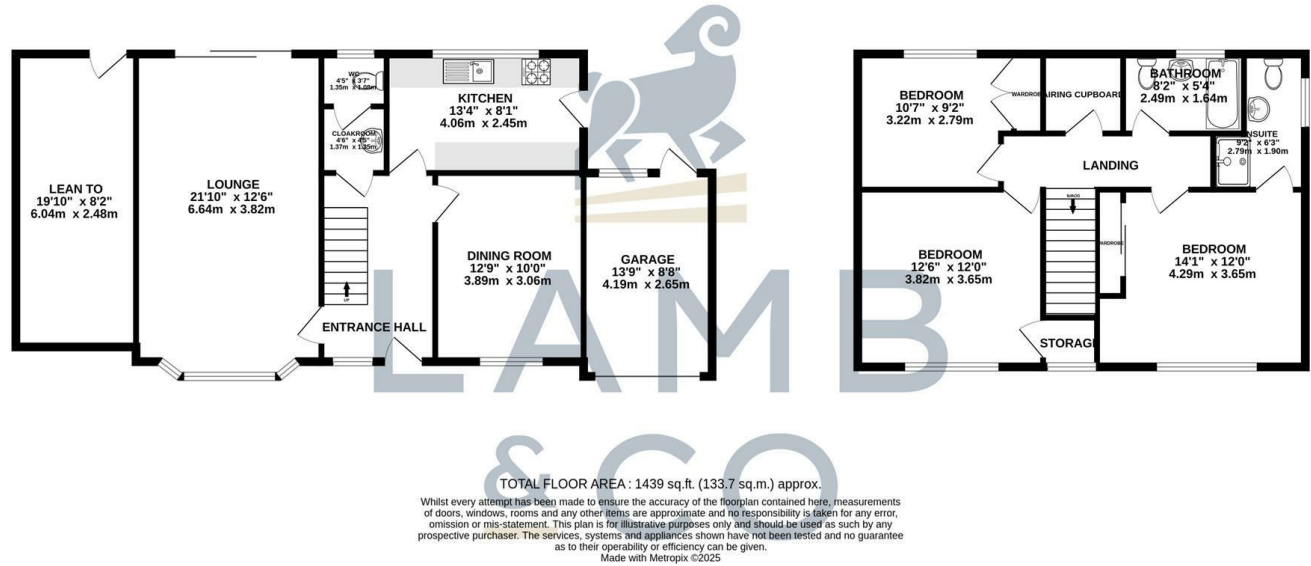 LEAN TO
19'10" x 8'2"
6.04m x 2.48m
LOUNGE
21'10" x 12'6"
6.64m x 3.82m
WC
4'5" x 3'7"
1.35m x 1.08m
CLOAKROOM
4'6" x 4'5"
1.37m x 1.35m
KITCHEN
13'4" x 8'1"
4.06m x 2.45m
UP
ENTRANCE HALL
DINING ROOM
12'9" x 10'0"
3.89m x 3.06m
GARAGE
13'9" x 8'8"
4.19m x 2.65m
BEDROOM
10'7" x 9'2"
3.22m x 2.79m
WARDROBE
AIRING CUPBOARD
BATHROOM
8'2" x 5'4"
2.49m x 1.64m
ENSUITE
9'2" x 6'3"
2.79m x 1.90m
LANDING
DOWN
BEDROOM
12'6" x 12'0"
3.82m x 3.65m
WARDROBE
BEDROOM
14'1" x 12'0"
4.29m x 3.65m
STORAGE
LAMB
& CO
TOTAL FLOOR AREA : 1439 sq.ft. (133.7 sq.m.) approx.
Whilst every attempt has been made to ensure the accuracy of the floorplan contained here, measurements
of doors, windows, rooms and any other items are approximate and no responsibility is taken for any error,
omission or mis-statement. This plan is for illustrative purposes only and should be used as such by any
prospective purchaser. The services, systems and appliances shown have not been tested and no guarantee
as to their operability or efficiency can be given.
Made with Metropix ©2025